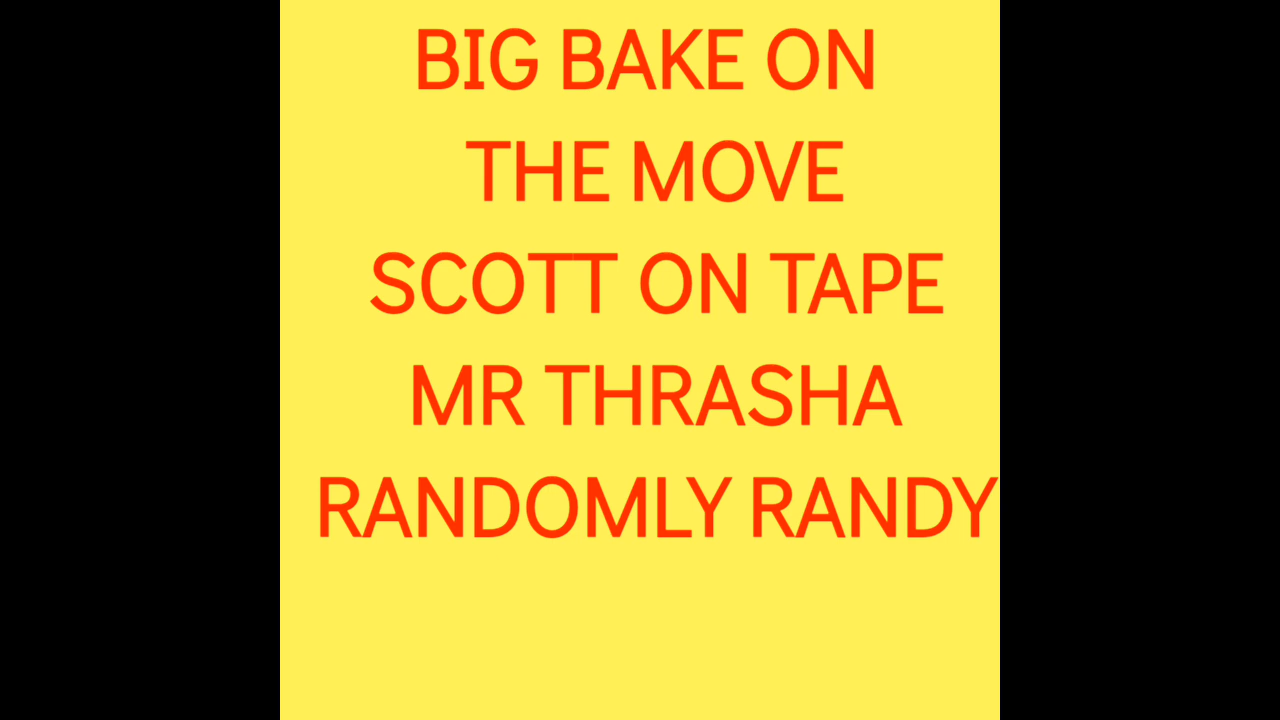 BIG BAKE ON
THE MOVE
SCOTT ON TAPE
MR THRASHA
RANDOMLY RANDY